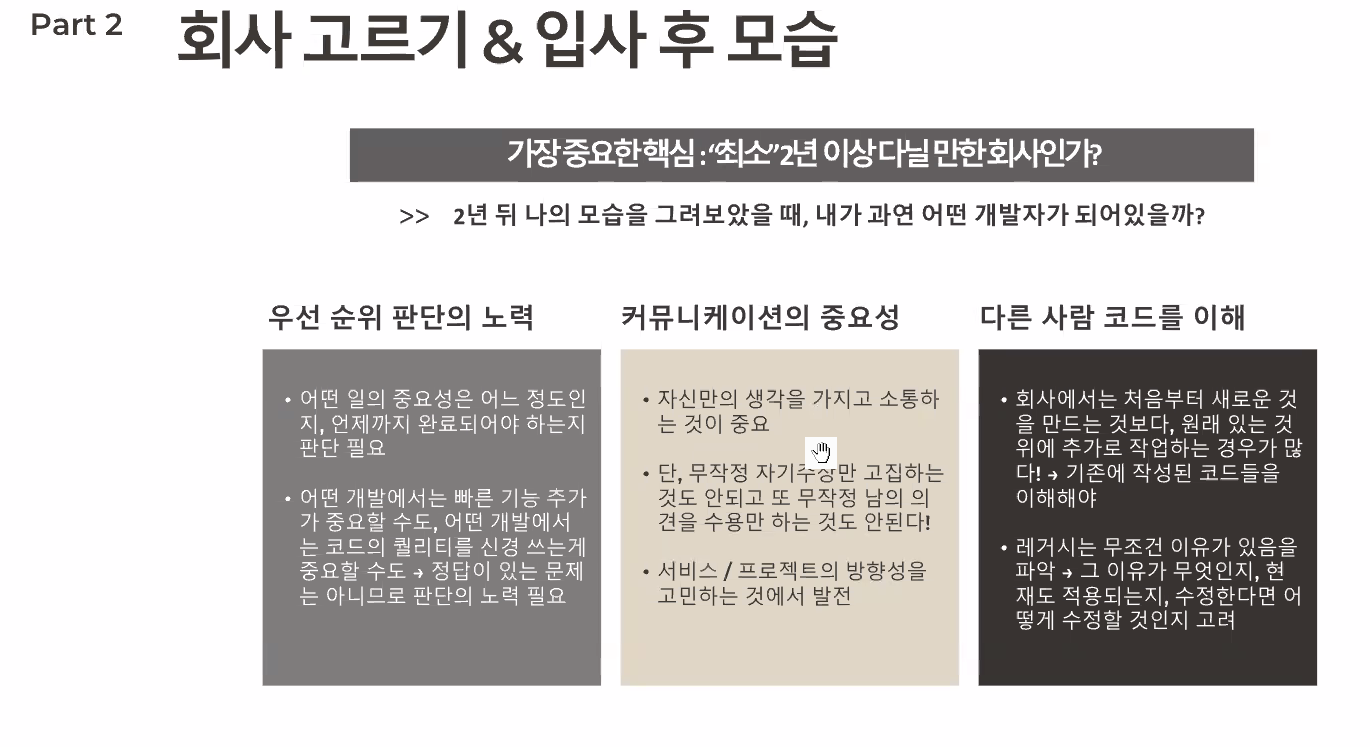 Part 2
회사 고르기 & 입사 후 모습
가장 중요한 핵심 : “최소” 2년 이상 다닐 만한 회사인가?
>> 2년 뒤 나의 모습을 그려보았을 때, 내가 과연 어떤 개발자가 되어있을까?
우선 순위 판단의 노력
• 어떤 일의 중요성은 어느 정도인
지, 언제까지 완료되어야 하는지
판단 필요
• 어떤 개발에서는 빠른 기능 추가
가 중요할 수도, 어떤 개발에서
는 코드의 퀄리티를 신경 쓰는게
중요할 수도 → 정답이 있는 문제
는 아니므로 판단의 노력 필요
커뮤니케이션의 중요성
• 자신만의 생각을 가지고 소통하
는 것이 중요
• 단, 무작정 자기주장만 고집하는
것도 안되고 또 무작정 남의 의
견을 수용만 하는 것도 안된다!
• 서비스 / 프로젝트의 방향성을
고민하는 것에서 발전
다른 사람 코드를 이해
• 회사에서는 처음부터 새로운 것
을 만드는 것보다, 원래 있는 것
위에 추가로 작업하는 경우가 많
다! → 기존에 작성된 코드들을
이해해야
• 레거시는 무조건 이유가 있음을
파악 → 그 이유가 무엇인지, 현
재도 적용되는지, 수정한다면 어
떻게 수정할 것인지 고려